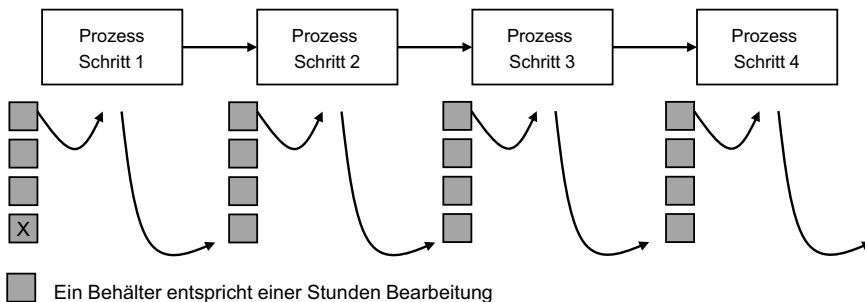 Prozess
Schritt 1
Prozess
Schritt 2
Prozess
Schritt 3
Prozess
Schritt 4
X
Ein Behälter entspricht einer Stunden Bearbeitung